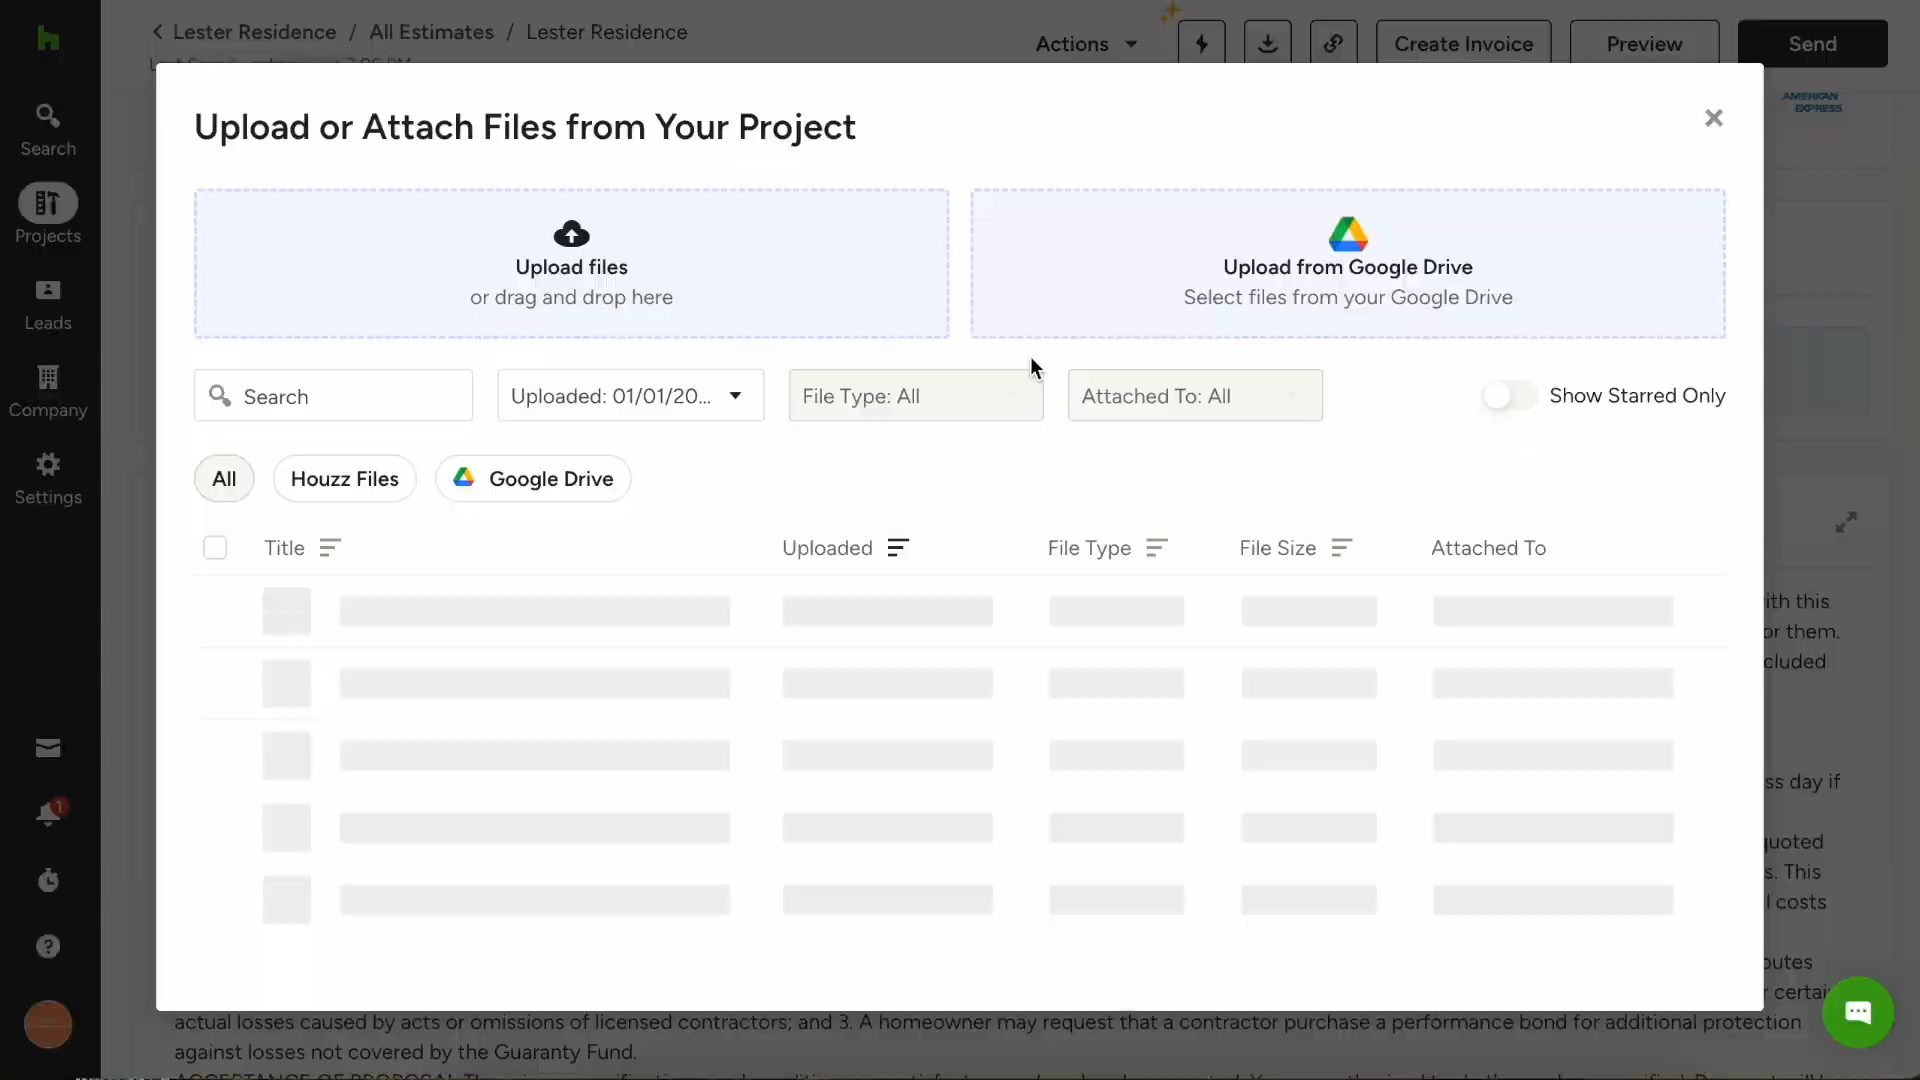 Lester Residence / All Estimates / Lester Residence
Actions
Create Invoice
Preview
Send
AMERICAN
EXPRESS
Search
Projects
Leads
Company
Settings
1
Upload or Attach Files from Your Project
Upload files
or drag and drop here
Upload from Google Drive
Select files from your Google Drive
Search
Uploaded: 01/01/20...
File Type: All
Attached To: All
Show Starred Only
All
Houzz Files
Google Drive
Title
Uploaded
File Type
File Size
Attached To
with this
or them.
ss day if
quoted
s. This
l costs
actual losses caused by acts or omissions of licensed contractors; and 3. A homeowner may request that a contractor purchase a performance bond for additional protection
against losses not covered by the Guaranty Fund.